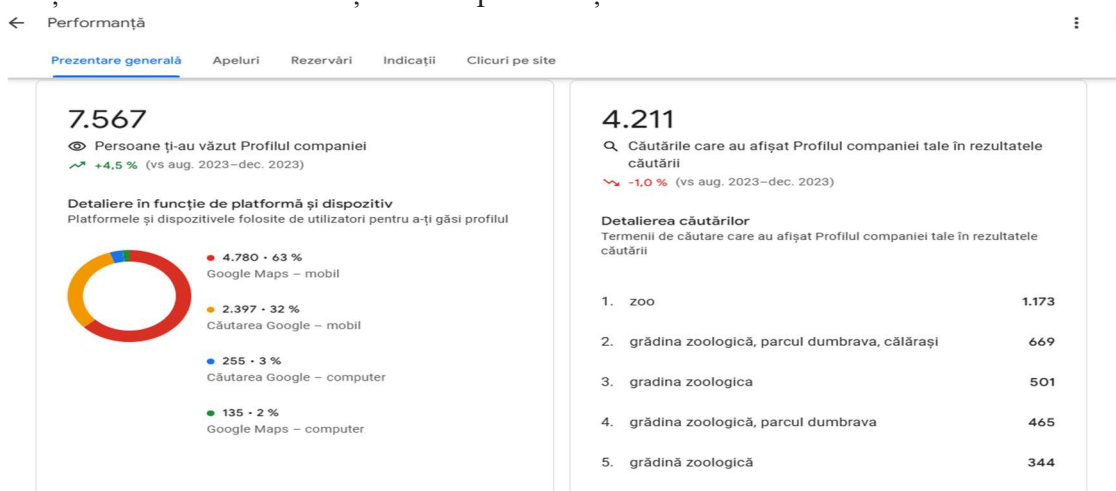 Performanță
Prezentare generală Apeluri Rezervări Indicații Clicuri pe site
7.567
Persoane ți-au văzut Profilul companiei
+4,5 % (vs aug. 2023–dec. 2023)
Detaliere în funcție de platformă și dispozitiv
Platformele și dispozitivele folosite de utilizatori pentru a-ți găsi profilul
4.780 · 63 %
Google Maps – mobil
2.397 · 32 %
Căutarea Google – mobil
255 · 3 %
Căutarea Google – computer
135 · 2 %
Google Maps – computer
4.211
Căutările care au afișat Profilul companiei tale în rezultatele
căutării
-1,0 % (vs aug. 2023–dec. 2023)
Detalierea căutărilor
Termenii de căutare care au afișat Profilul companiei tale în rezultatele
căutării
1. zoo 1.173
2. grădina zoologică, parcul dumbrava, călărași 669
3. gradina zoologica 501
4. grădina zoologică, parcul dumbrava 465
5. grădină zoologică 344